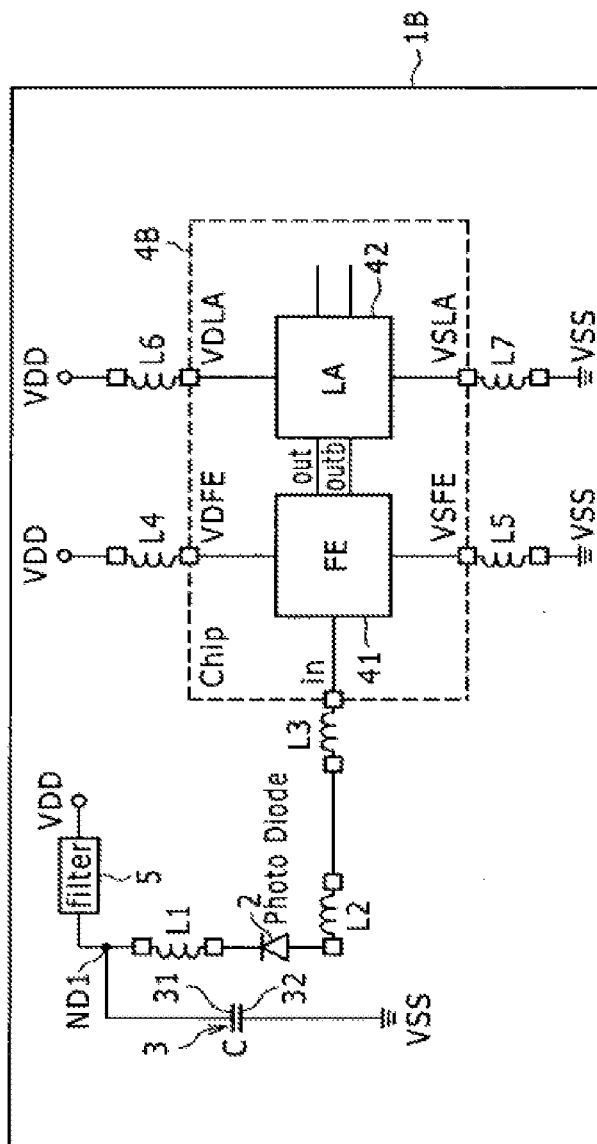 1B
VDD
VDD
VDD
L4
L6
4B
VDFE
VDLA
Chip
filter
5
ND1
L1
31
3
C
32
2
Photo Diode
L2
L3
in
FE
41
out
outb
LA
42
VSFE
VSLA
L5
L7
VSS
VSS
VSS